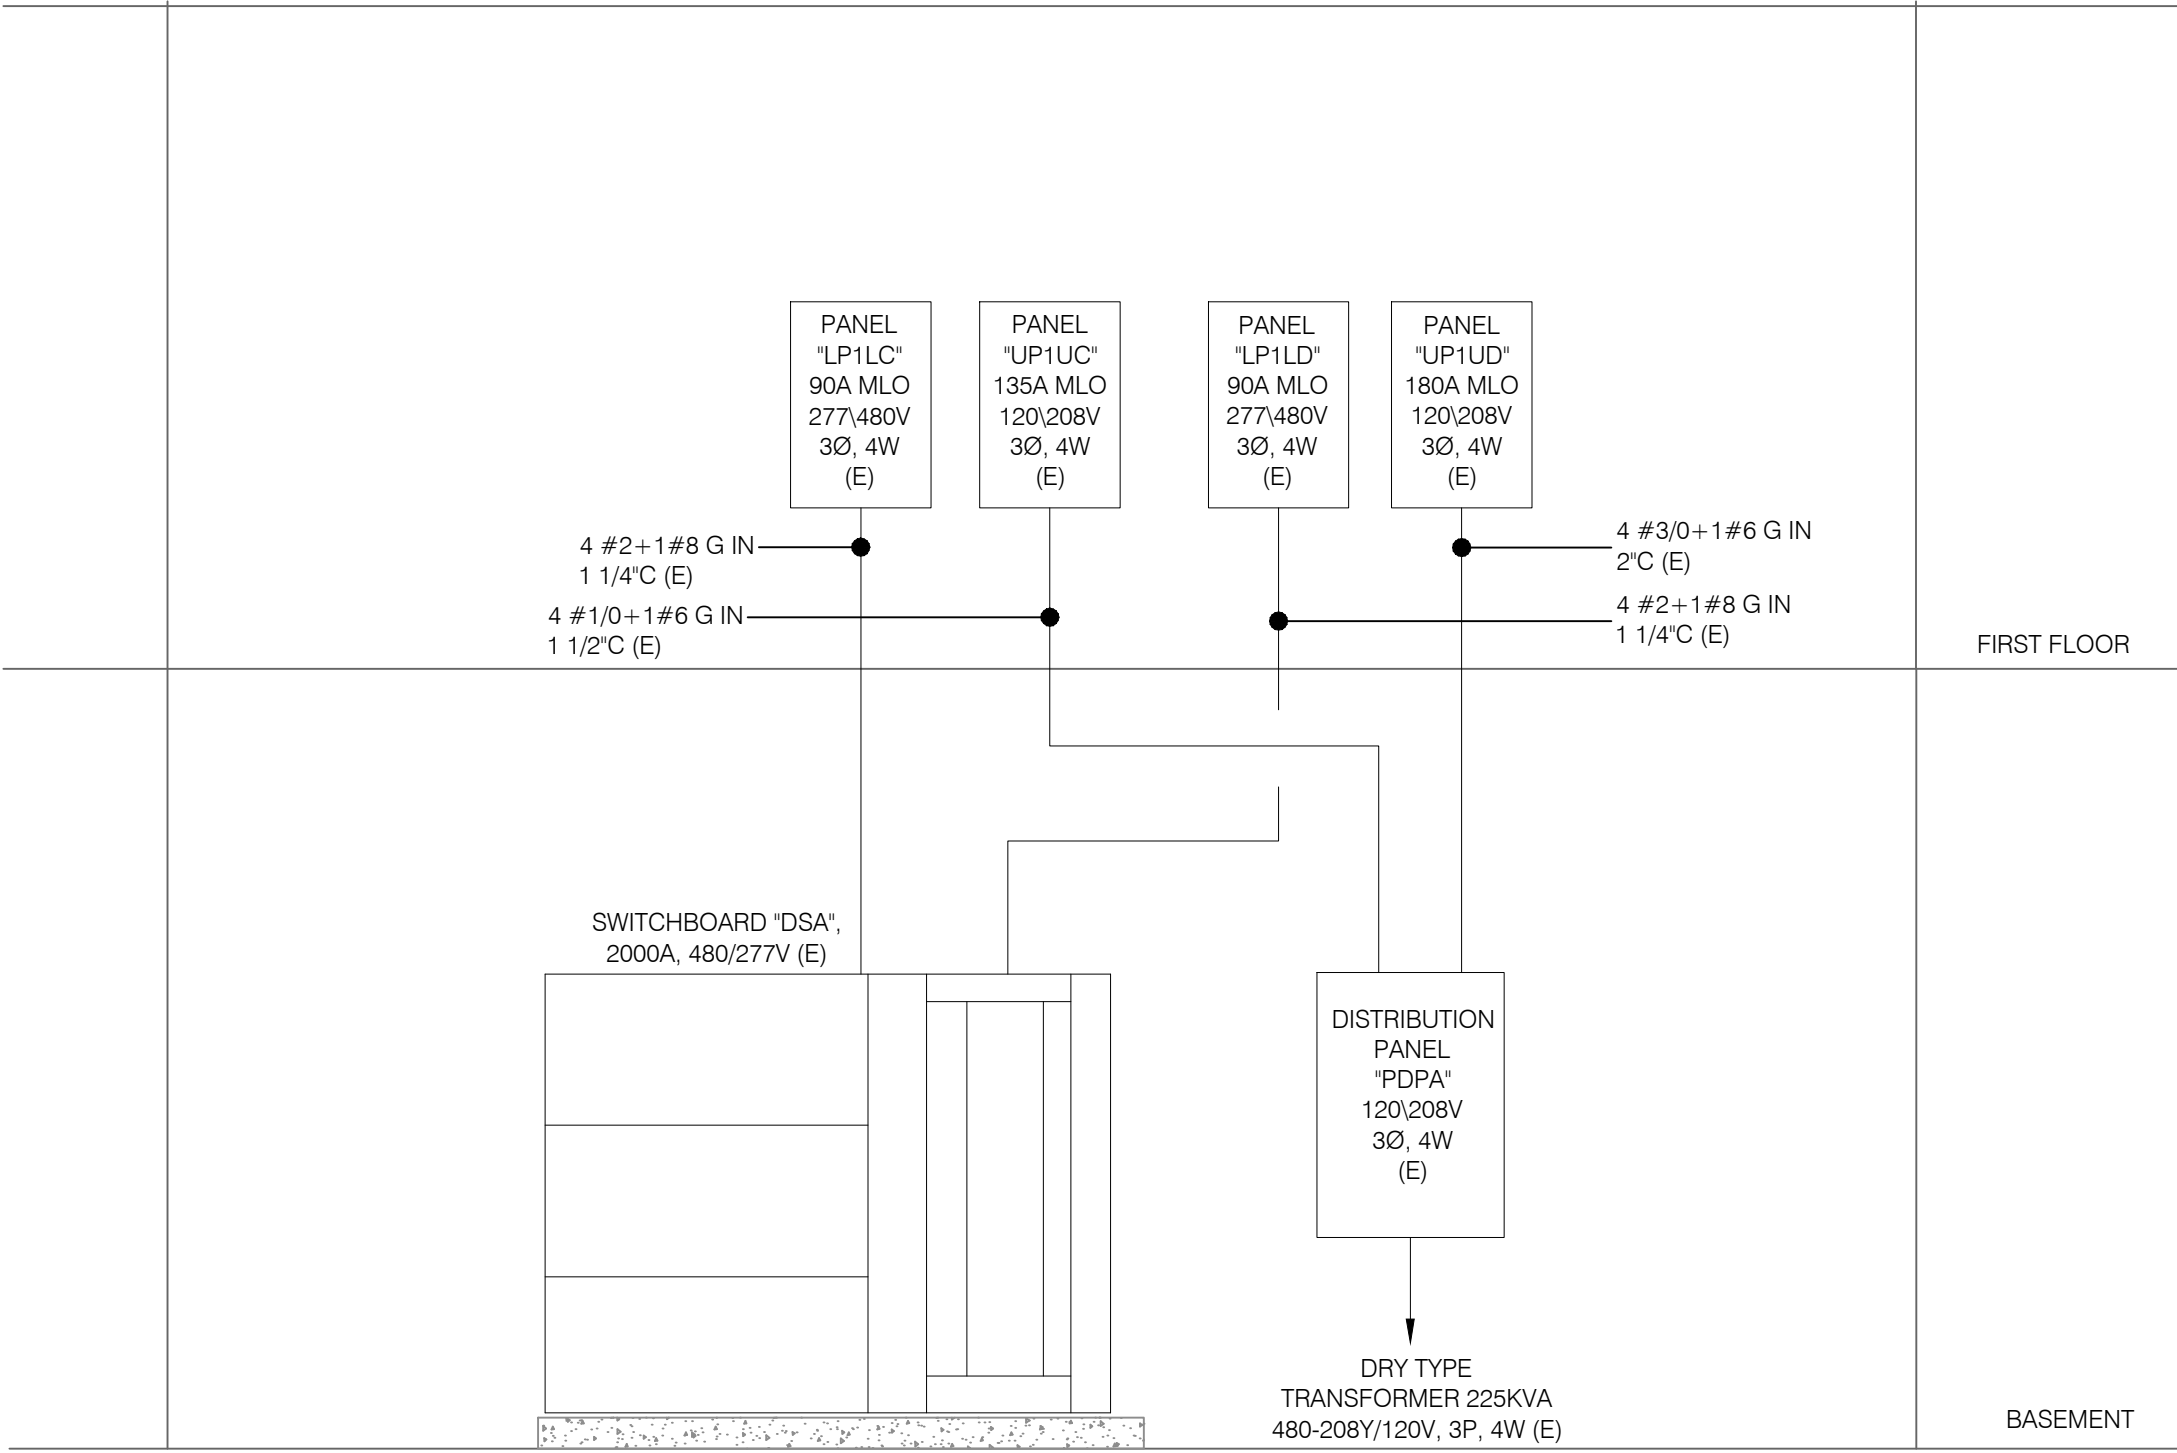 PANEL
"LP1LC"
90A MLO
277\480V
3Ø, 4W
(E)
PANEL
"UP1UC"
135A MLO
120\208V
3Ø, 4W
(E)
PANEL
"LP1LD"
90A MLO
277\480V
3Ø, 4W
(E)
PANEL
"UP1UD"
180A MLO
120\208V
3Ø, 4W
(E)
4 #2+1#8 G IN
1 1/4"C (E)
4 #1/0+1#6 G IN
1 1/2"C (E)
4 #3/0+1#6 G IN
2"C (E)
4 #2+1#8 G IN
1 1/4"C (E)
FIRST FLOOR
SWITCHBOARD "DSA",
2000A, 480/277V (E)
DISTRIBUTION
PANEL
"PDPA"
120\208V
3Ø, 4W
(E)
DRY TYPE
TRANSFORMER 225KVA
480-208Y/120V, 3P, 4W (E)
BASEMENT